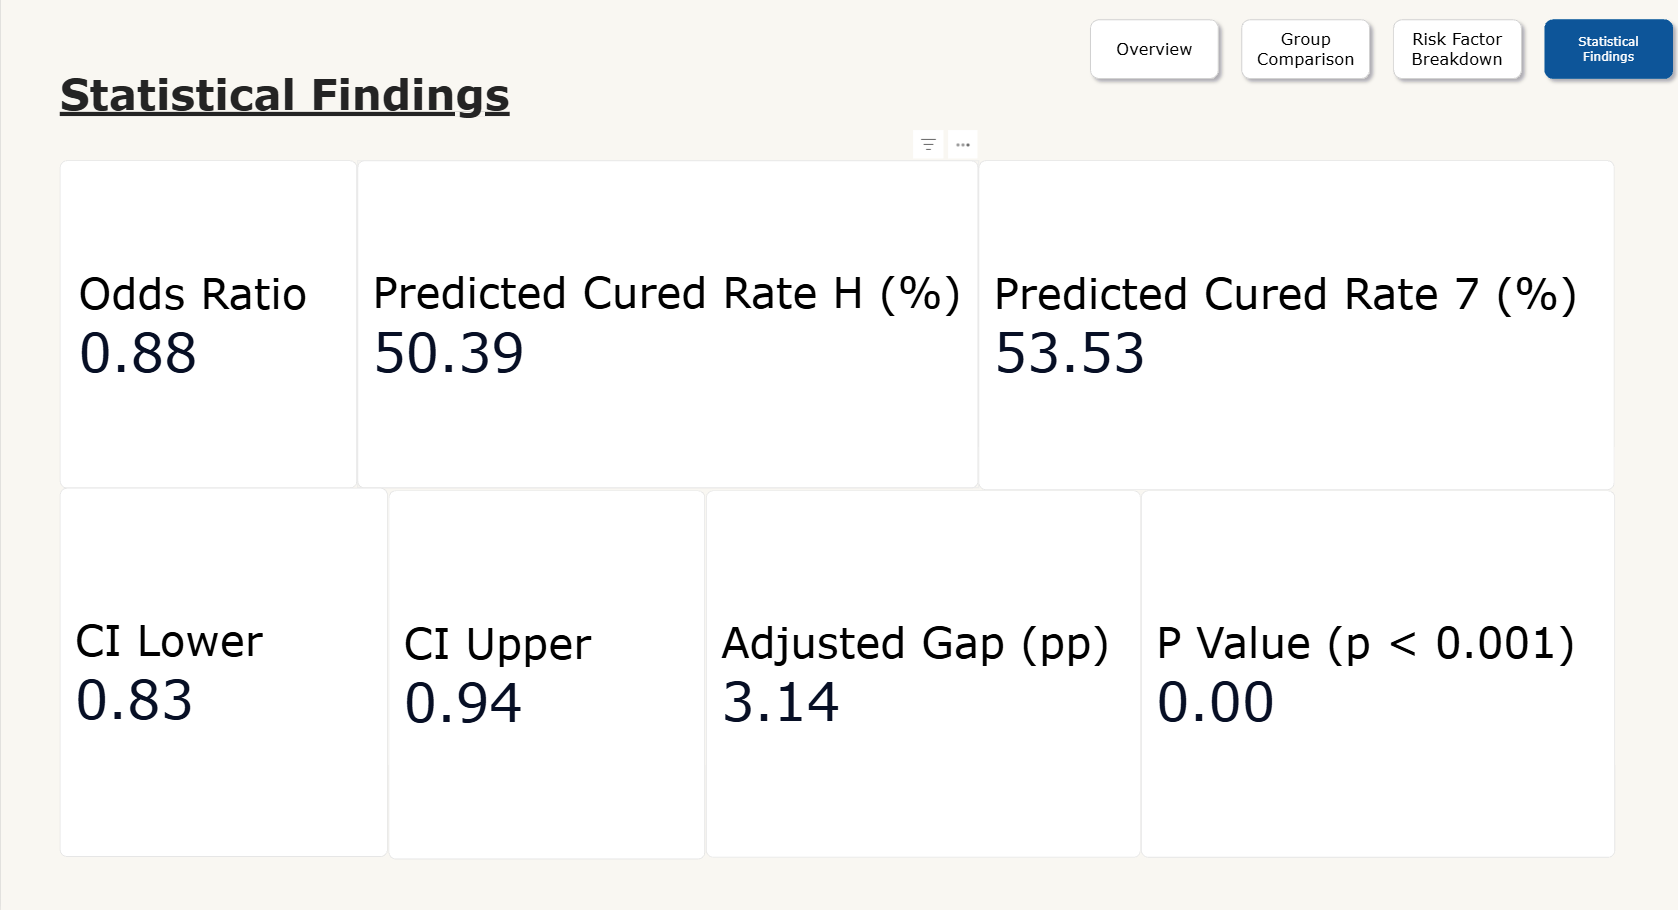 Overview
Group
Comparison
Risk Factor
Breakdown
Statistical
Findings
Statistical Findings
Odds Ratio
0.88
Predicted Cured Rate H (%)
50.39
Predicted Cured Rate 7 (%)
53.53
CI Lower
0.83
CI Upper
0.94
Adjusted Gap (pp)
3.14
P Value (p < 0.001)
0.00